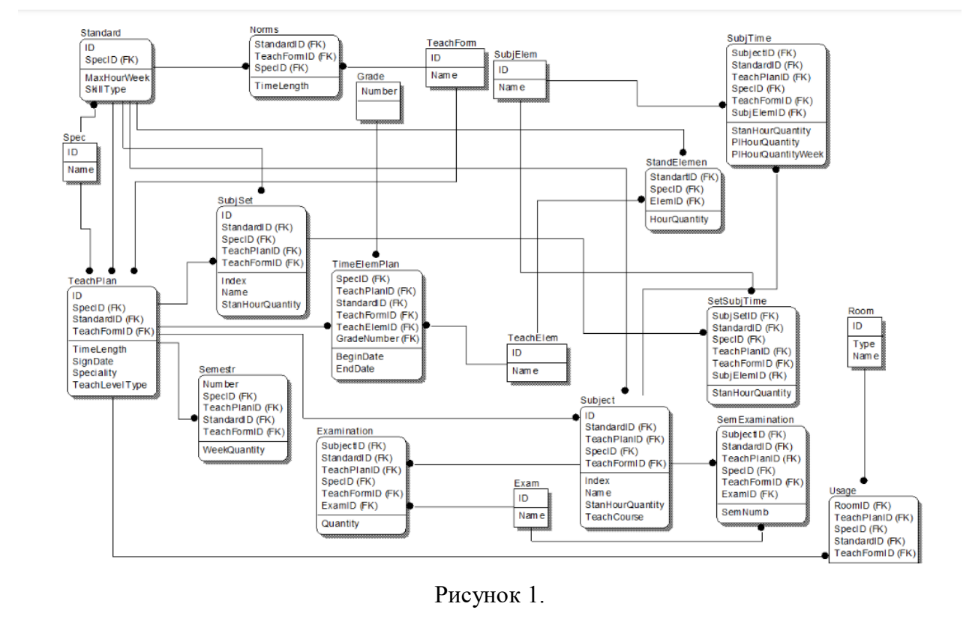 Standard
ID
SpecID (FK)
MaxHourWeek
SkillType
Norms
StandardID (FK)
TeachFormID (FK)
SpecID (FK)
TimeLength
TeachForm
ID
Name
Grade
Number
SubjElem
ID
Name
SubjTime
SubjectID (FK)
StandardID (FK)
TeachPlanID (FK)
SpecID (FK)
TeachFormID (FK)
SubjElemID (FK)
StanHourQuantity
PlHourQuantity
PlHourQuantityWeek
Spec
ID
Name
StandElemen
StandartID (FK)
SpecID (FK)
ElemID (FK)
HourQuantity
SubjSet
ID
StandardID (FK)
SpecID (FK)
TeachPlanID (FK)
TeachFormID (FK)
Index
Name
StanHourQuantity
TeachPlan
ID
SpecID (FK)
StandardID (FK)
TeachFormID (FK)
TimeLength
SignDate
Speciality
TeachLevelType
TimeElemPlan
SpecID (FK)
TeachPlanID (FK)
StandardID (FK)
TeachFormID (FK)
TeachElemID (FK)
GradeNumber (FK)
BeginDate
EndDate
SetSubjTime
SubjSetID (FK)
StandardID (FK)
SpecID (FK)
TeachPlanID (FK)
TeachFormID (FK)
SubjElemID (FK)
StanHourQuantity
Room
ID
Type
Name
TeachElem
ID
Name
Semestr
Number
SpecID (FK)
TeachPlanID (FK)
StandardID (FK)
TeachFormID (FK)
WeekQuantity
Subject
ID
StandardID (FK)
TeachPlanID (FK)
SpecID (FK)
TeachFormID (FK)
Index
Name
StanHourQuantity
TeachCourse
Examination
SubjectID (FK)
StandardID (FK)
TeachPlanID (FK)
SpecID (FK)
TeachFormID (FK)
ExamID (FK)
Quantity
Exam
ID
Name
SemExamination
SubjectID (FK)
StandardID (FK)
TeachPlanID (FK)
SpecID (FK)
TeachFormID (FK)
ExamID (FK)
SemNumb
Usage
RoomID (FK)
TeachPlanID (FK)
SpecID (FK)
StandardID (FK)
TeachFormID (FK)
Рисунок 1.